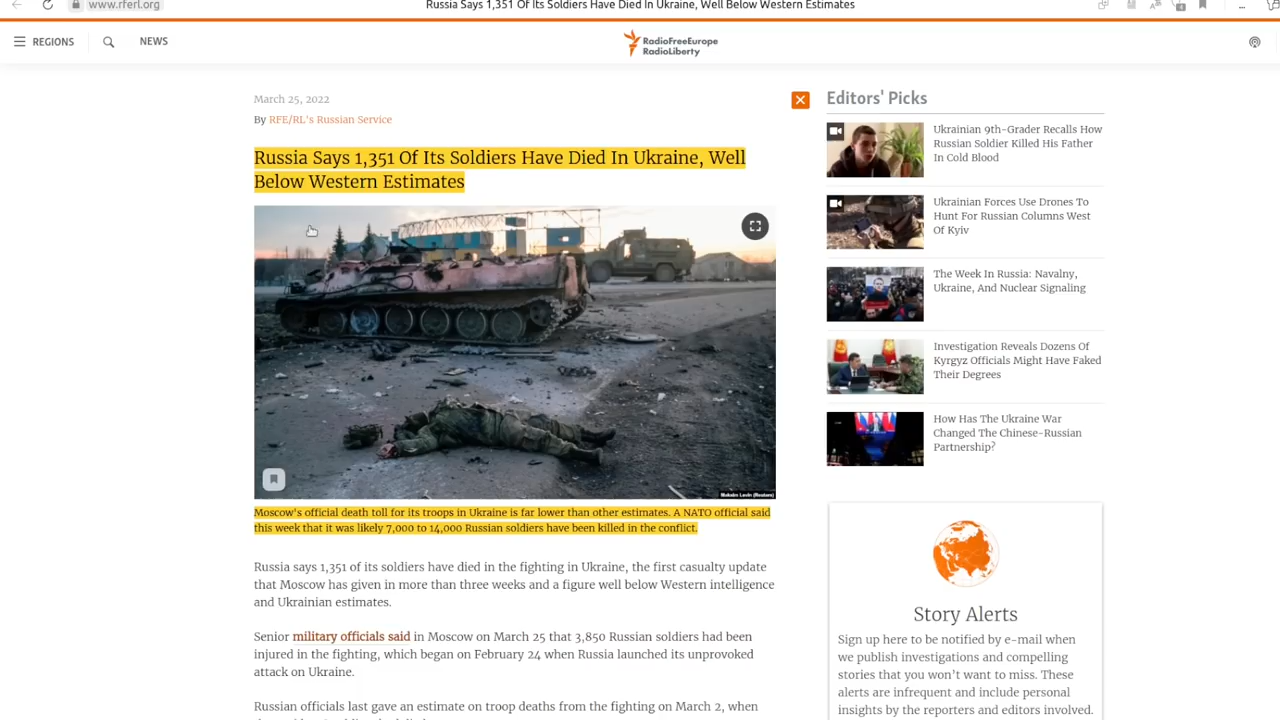 www.rferl.org
Russia Says 1,351 Of Its Soldiers Have Died In Ukraine, Well Below Western Estimates
REGIONS
NEWS
RadioFreeEurope
RadioLiberty
March 25, 2022
By RFE/RL's Russian Service
Russia Says 1,351 Of Its Soldiers Have Died In Ukraine, Well
Below Western Estimates
Maksim Levin (Reuters)
Moscow's official death toll for its troops in Ukraine is far lower than other estimates. A NATO official said
this week that it was likely 7,000 to 14,000 Russian soldiers have been killed in the conflict.
Russia says 1,351 of its soldiers have died in the fighting in Ukraine, the first casualty update
that Moscow has given in more than three weeks and a figure well below Western intelligence
and Ukrainian estimates.
Senior military officials said in Moscow on March 25 that 3,850 Russian soldiers had been
injured in the fighting, which began on February 24 when Russia launched its unprovoked
attack on Ukraine.
Russian officials last gave an estimate on troop deaths from the fighting on March 2, when
Editors' Picks
Ukrainian 9th-Grader Recalls How
Russian Soldier Killed His Father
In Cold Blood
Ukrainian Forces Use Drones To
Hunt For Russian Columns West
Of Kyiv
The Week In Russia: Navalny,
Ukraine, And Nuclear Signaling
Investigation Reveals Dozens Of
Kyrgyz Officials Might Have Faked
Their Degrees
How Has The Ukraine War
Changed The Chinese-Russian
Partnership?
Story Alerts
Sign up here to be notified by e-mail when
we publish investigations and compelling
stories that you won't want to miss. These
alerts are infrequent and include personal
insights by the reporters and editors involved.